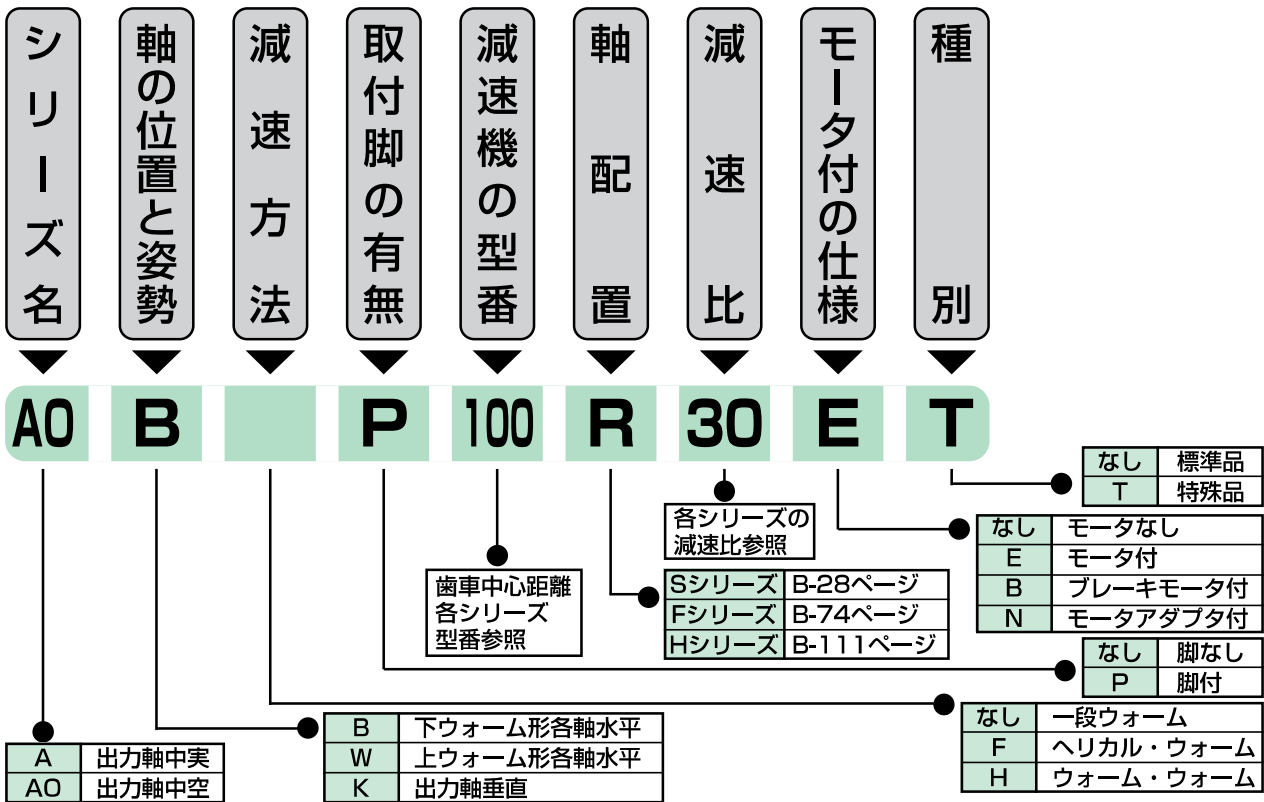 シリーズ名
軸の位置と姿勢
減速方法
取付脚の有無
減速機の型番
軸配置
減速比
モータ付の仕様
種別
AO B P 100 R 30 E T
なし 標準品
T 特殊品
各シリーズの
減速比参照
なし モータなし
E モータ付
B ブレーキモータ付
N モータアダプタ付
歯車中心距離
各シリーズ
型番参照
Sシリーズ B-28ページ
Fシリーズ B-74ページ
Hシリーズ B-111ページ
なし 脚なし
P 脚付
なし 一段ウォーム
F ヘリカル・ウォーム
H ウォーム・ウォーム
B 下ウォーム形各軸水平
W 上ウォーム形各軸水平
K 出力軸垂直
A 出力軸中実
AO 出力軸中空